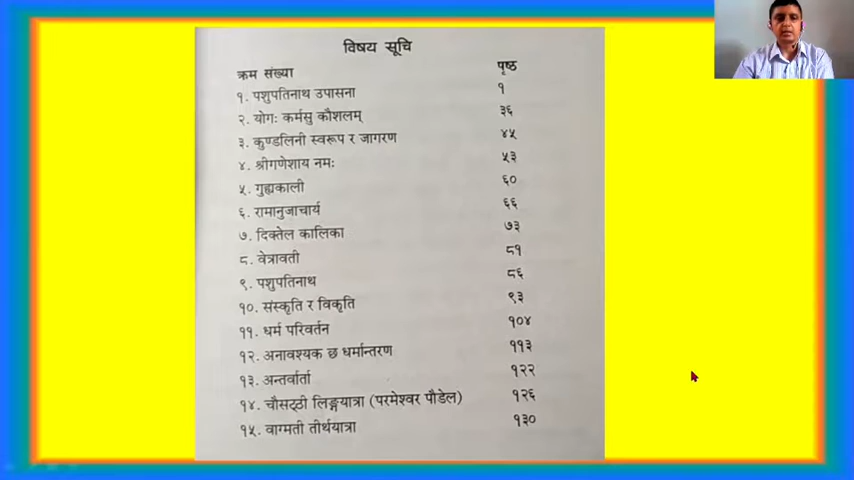 विषय सूचि
क्रम संख्या पृष्ठ
१. पशुपतिनाथ उपासना १
२. योगः कर्मसु कौशलम् ३६
३. कुण्डलिनी स्वरूप र जागरण ४५
४. श्रीगणेशाय नमः ५३
५. गुह्यकाली ६०
६. रामानुजाचार्य ६६
७. दिक्तेल कालिका ७३
८. वेत्रावती ८१
९. पशुपतिनाथ ८६
१०. संस्कृति र विकृति ९३
११. धर्म परिवर्तन १०४
१२. अनावश्यक छ धर्मान्तरण ११३
१३. अन्तर्वार्ता १२२
१४. चौसट्ठी लिङ्गयात्रा (परमेश्वर पौडेल) १२६
१५. वाग्मती तीर्थयात्रा १३०